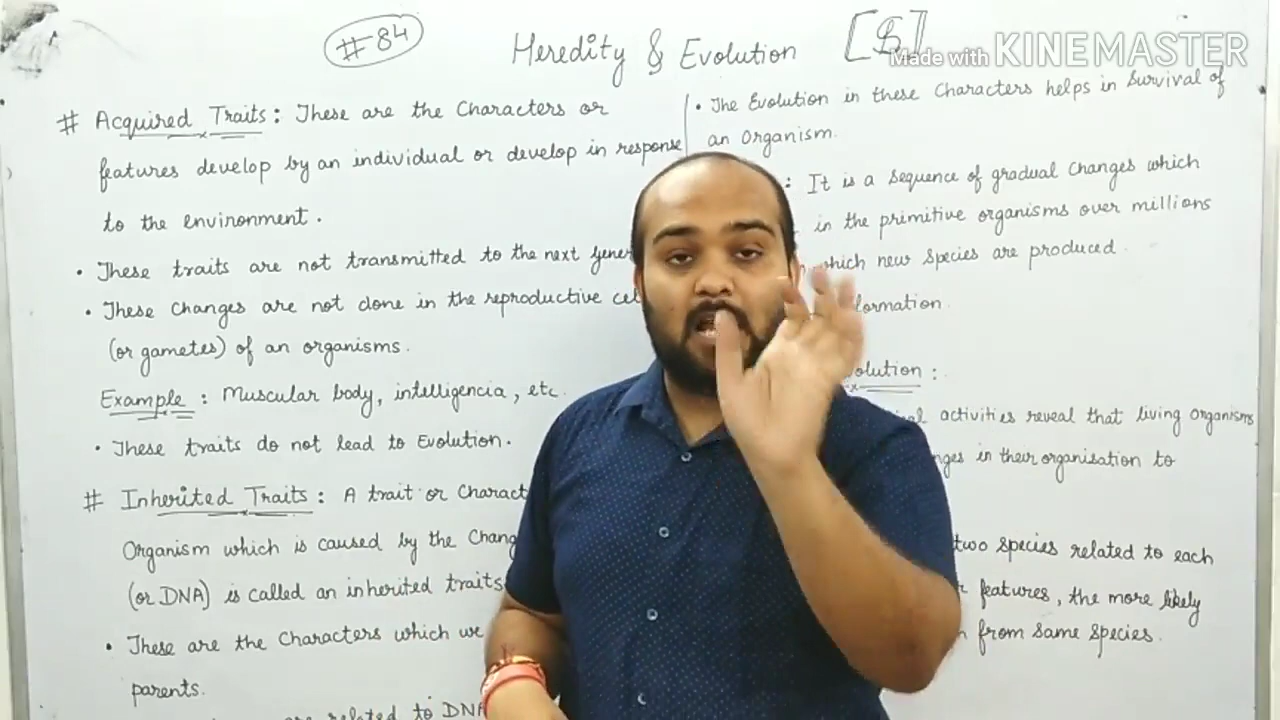 #84
Heredity & Evolution
[5]
Made with KINEMASTER
# Acquired Traits : These are the Characters or
features develop by an individual or develop in response
to the environment.
• These traits are not transmitted to the next
• These Changes are not done in the reproductive
(or gametes) of an organisms.
Example : Muscular body, intelligencia, etc.
• These traits do not lead to Evolution.
# Inherited Traits : A trait or
Organism which is caused by the
(or DNA) is called an inherited traits
• These are the Characters which we
parents.
related to DNA
• The Evolution in these Characters helps in Survival of
an Organism.
: It is a Sequence of gradual Changes which
in the primitive organisms over millions
which new Species are produced.
:
activities reveal that living organisms
in their organisation to
two Species related to each
features, the more likely
from Same Species.